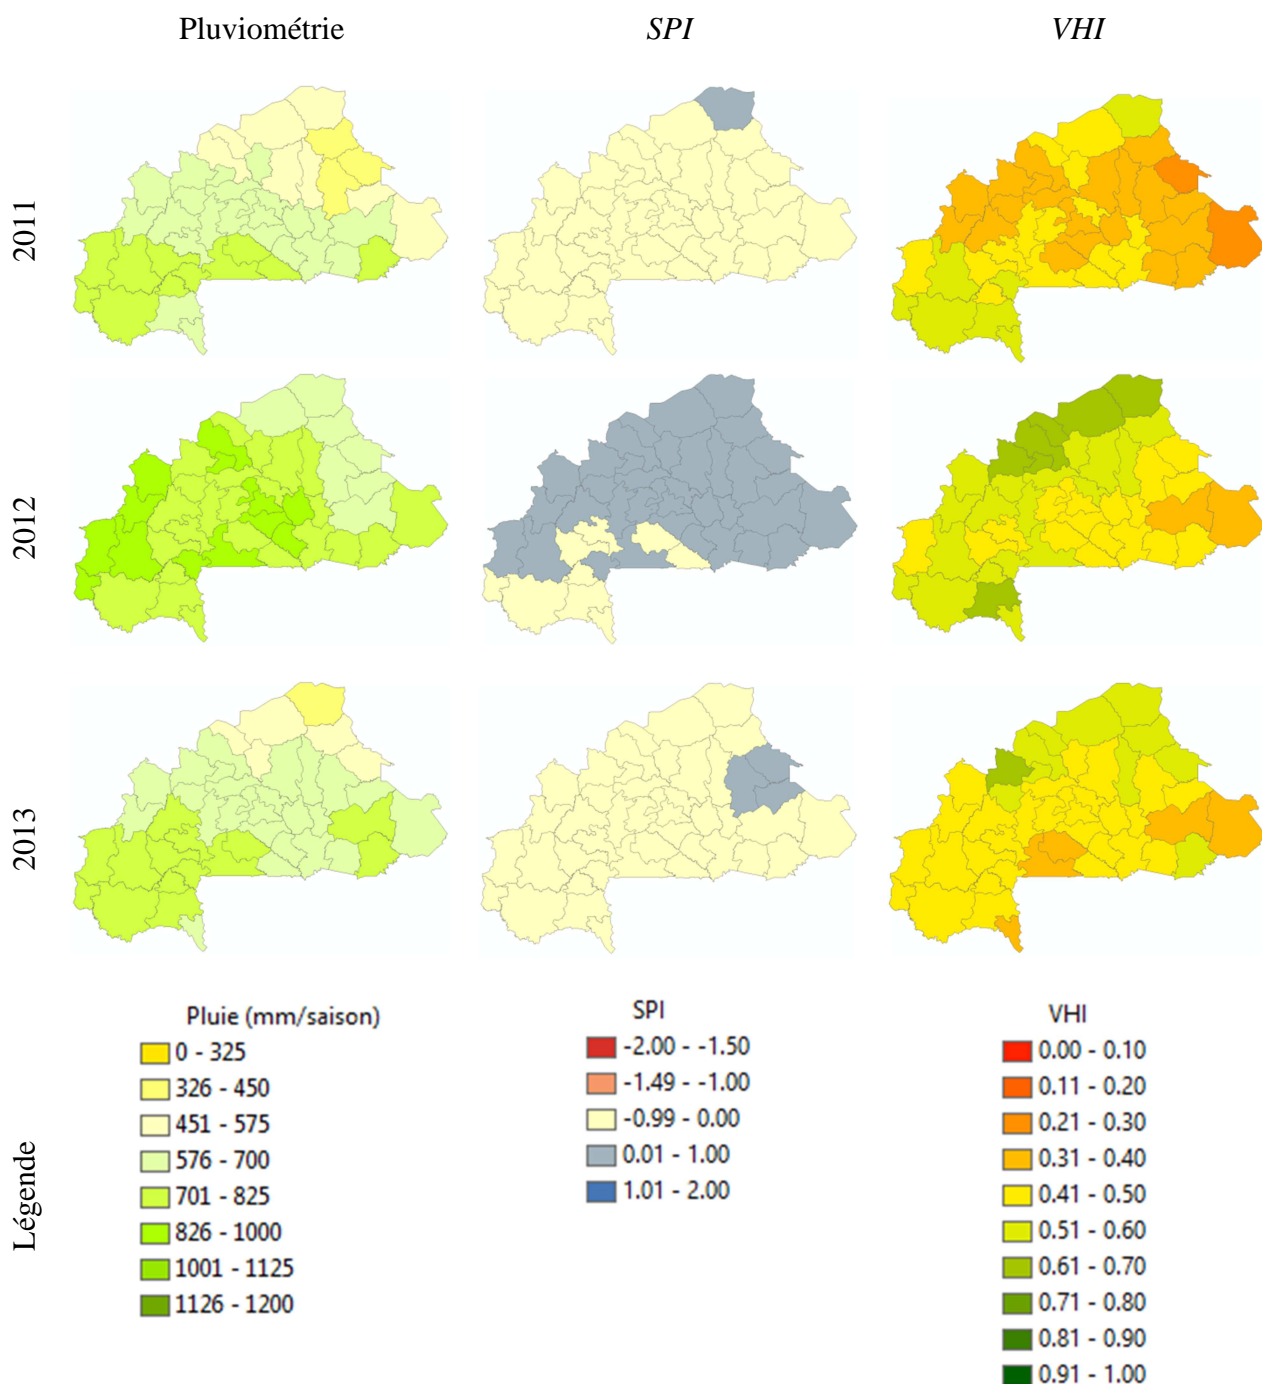 Pluviométrie SPI VHI
2011
2012
2013
Légende
Pluie (mm/saison)
0 - 325
326 - 450
451 - 575
576 - 700
701 - 825
826 - 1000
1001 - 1125
1126 - 1200
SPI
-2.00 - -1.50
-1.49 - -1.00
-0.99 - 0.00
0.01 - 1.00
1.01 - 2.00
VHI
0.00 - 0.10
0.11 - 0.20
0.21 - 0.30
0.31 - 0.40
0.41 - 0.50
0.51 - 0.60
0.61 - 0.70
0.71 - 0.80
0.81 - 0.90
0.91 - 1.00